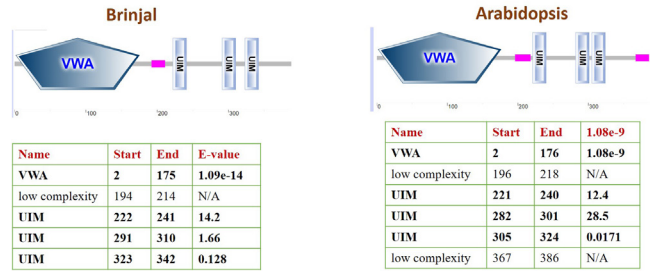 Brinjal
VWA UIM UIM UIM
0 100 200 300
Name Start End E-value
VWA 2 175 1.09e-14
low complexity 194 214 N/A
UIM 222 241 14.2
UIM 291 310 1.66
UIM 323 342 0.128
Arabidopsis
VWA UIM UIM UIM
0 100 200 300
Name Start End 1.08e-9
VWA 2 176 1.08e-9
low complexity 196 218 N/A
UIM 221 240 12.4
UIM 282 301 28.5
UIM 305 324 0.0171
low complexity 367 386 N/A